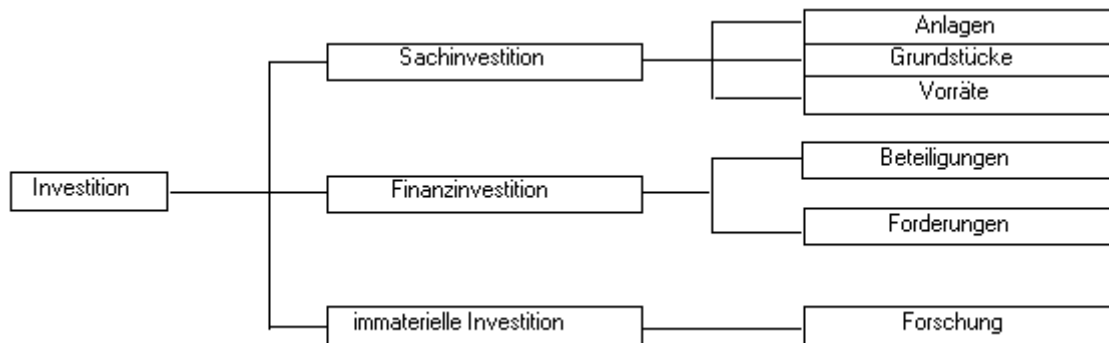 Investition
Sachinvestition
Anlagen
Grundstücke
Vorräte
Finanzinvestition
Beteiligungen
Forderungen
immaterielle Investition
Forschung